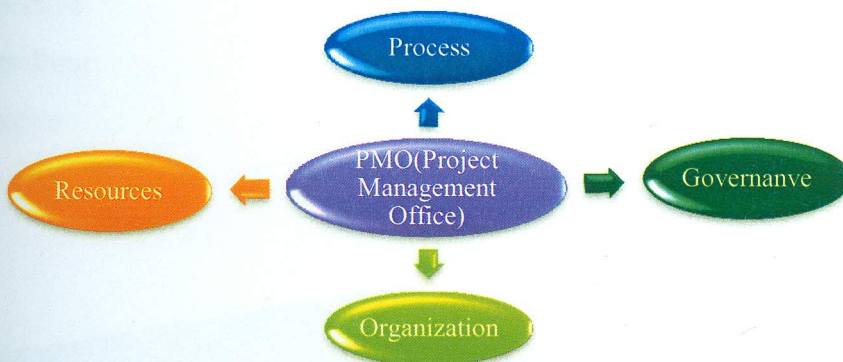 Process
PMO(Project
Management
Office)
Resources
Governanve
Organization